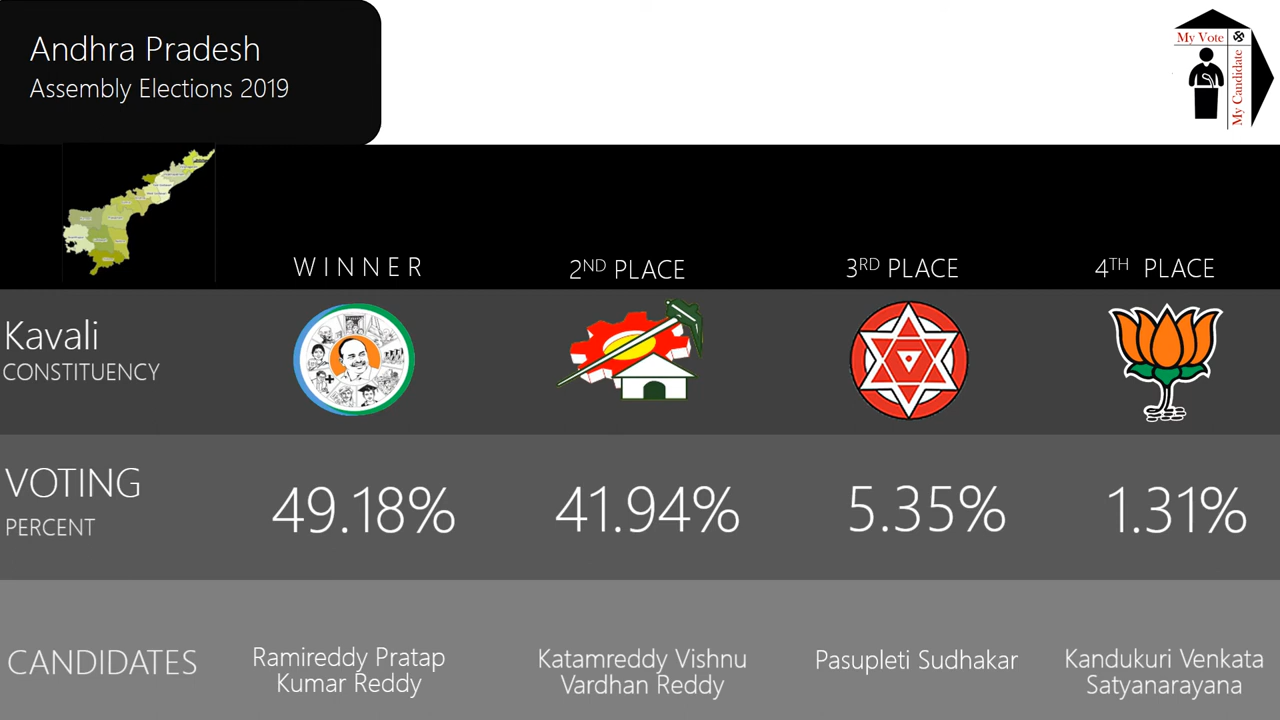 Andhra Pradesh
Assembly Elections 2019
My Vote
My Candidate
WINNER
2ND PLACE
3RD PLACE
4TH PLACE
Kavali
CONSTITUENCY
VOTING
PERCENT
49.18%
41.94%
5.35%
1.31%
CANDIDATES
Ramireddy Pratap
Kumar Reddy
Katamreddy Vishnu
Vardhan Reddy
Pasupleti Sudhakar
Kandukuri Venkata
Satyanarayana